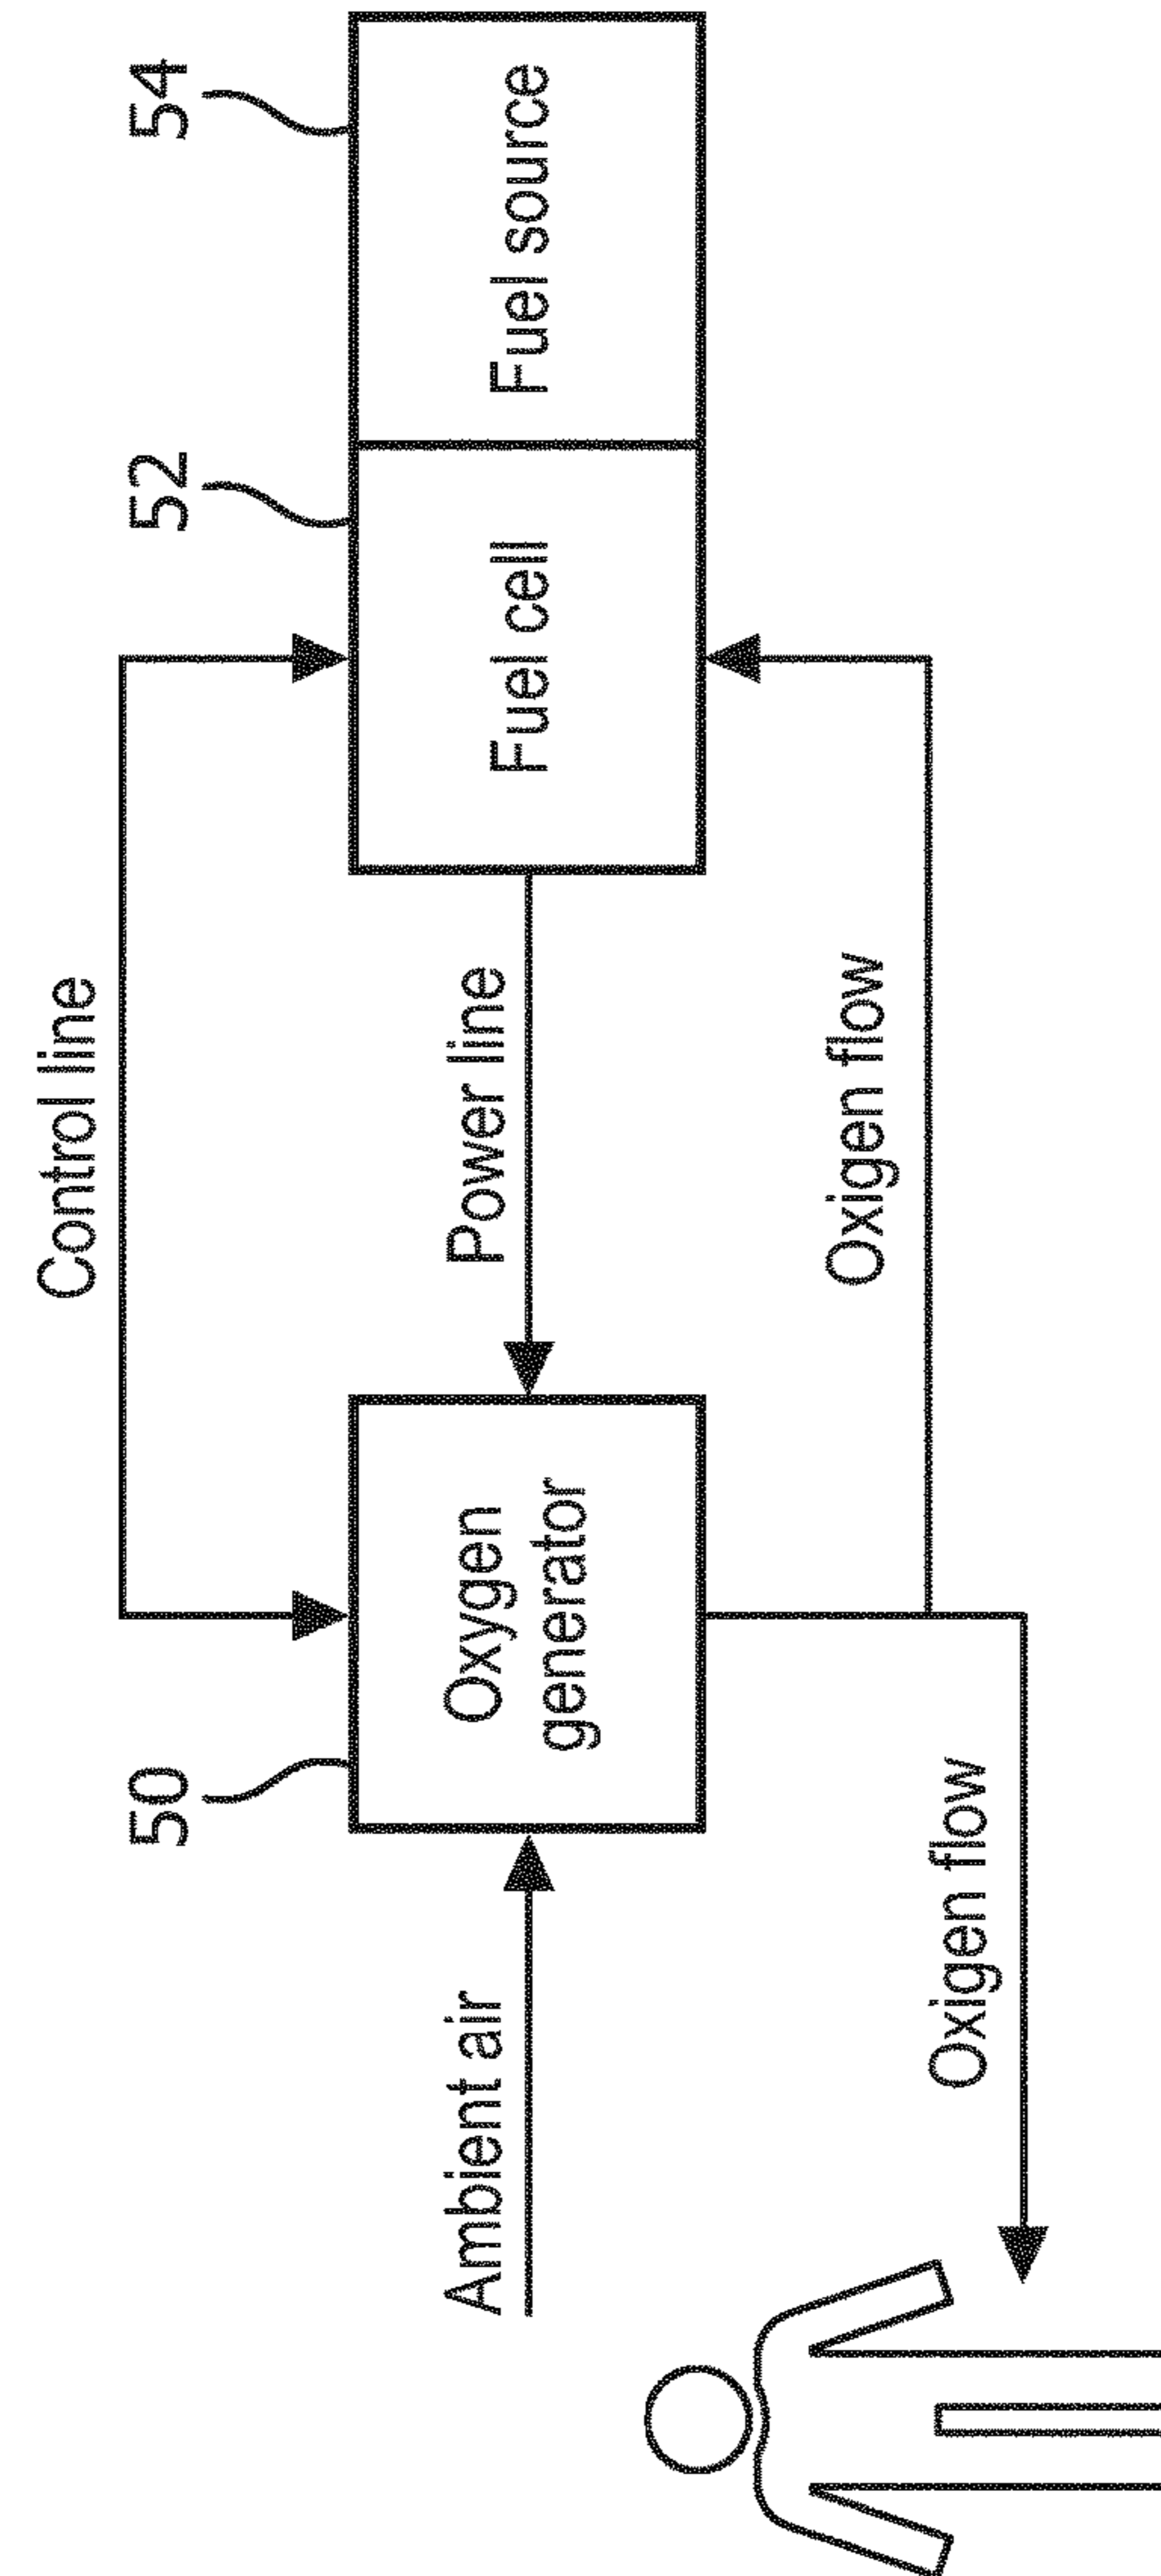 Control line
50
52
54
Ambient air
Oxygen
generator
Power line
Fuel cell
Fuel source
Oxigen flow
Oxigen flow